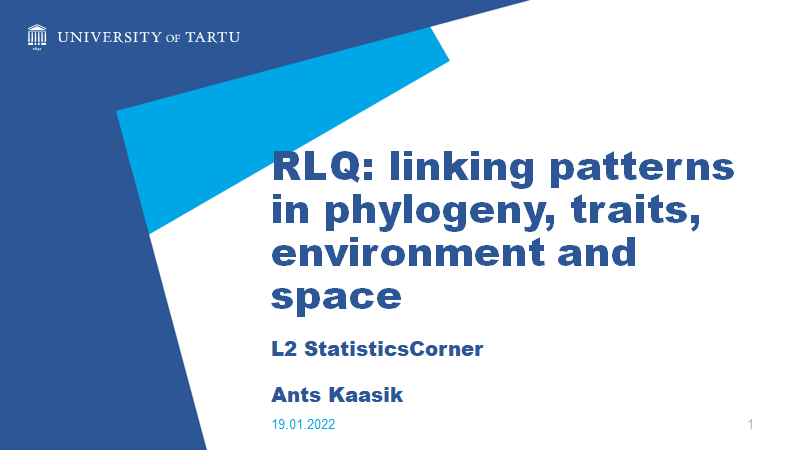 UNIVERSITY OF TARTU
1632
RLQ: linking patterns
in phylogeny, traits,
environment and
space
L2 StatisticsCorner
Ants Kaasik
19.01.2022
1